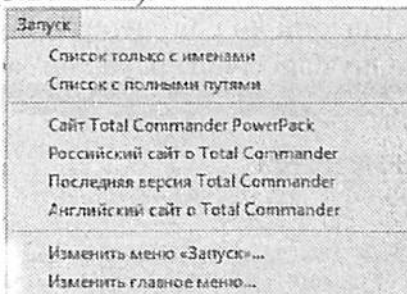 Запуск
Список только с именами
Список с полными путями
Сайт Total Commander PowerPack
Российский сайт о Total Commander
Последняя версия Total Commander
Английский сайт о Total Commander
Изменить меню «Запуск»...
Изменить главное меню...